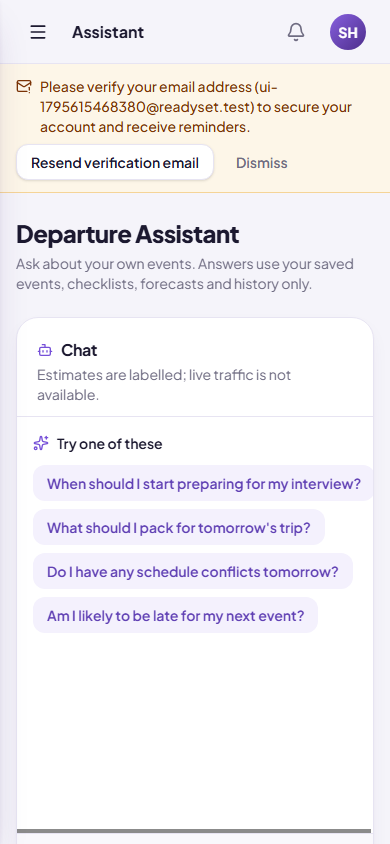 Assistant
SH
Please verify your email address (ui-
1795615468380@readyset.test) to secure your
account and receive reminders.
Resend verification email
Dismiss
Departure Assistant
Ask about your own events. Answers use your saved
events, checklists, forecasts and history only.
Chat
Estimates are labelled; live traffic is not
available.
Try one of these
When should I start preparing for my interview?
What should I pack for tomorrow's trip?
Do I have any schedule conflicts tomorrow?
Am I likely to be late for my next event?